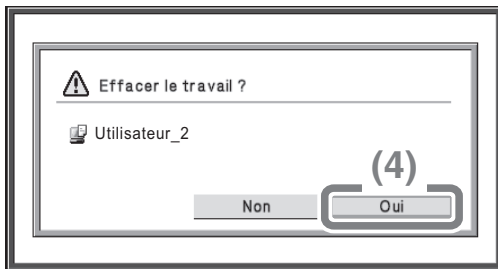 Effacer le travail ?
Utilisateur_2
(4)
Non Oui